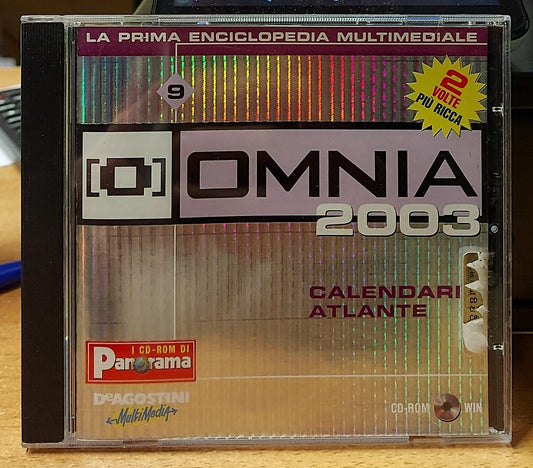 LA PRIMA ENCICLOPEDIA MULTIMEDIALE
9
2
VOLTE
PIÙ RICCA
[O] OMNIA
2003
CALENDARI
ATLANTE
I CD-ROM DI
Panorama
DeAGOSTINI
MultiMedia
CD-ROM WIN